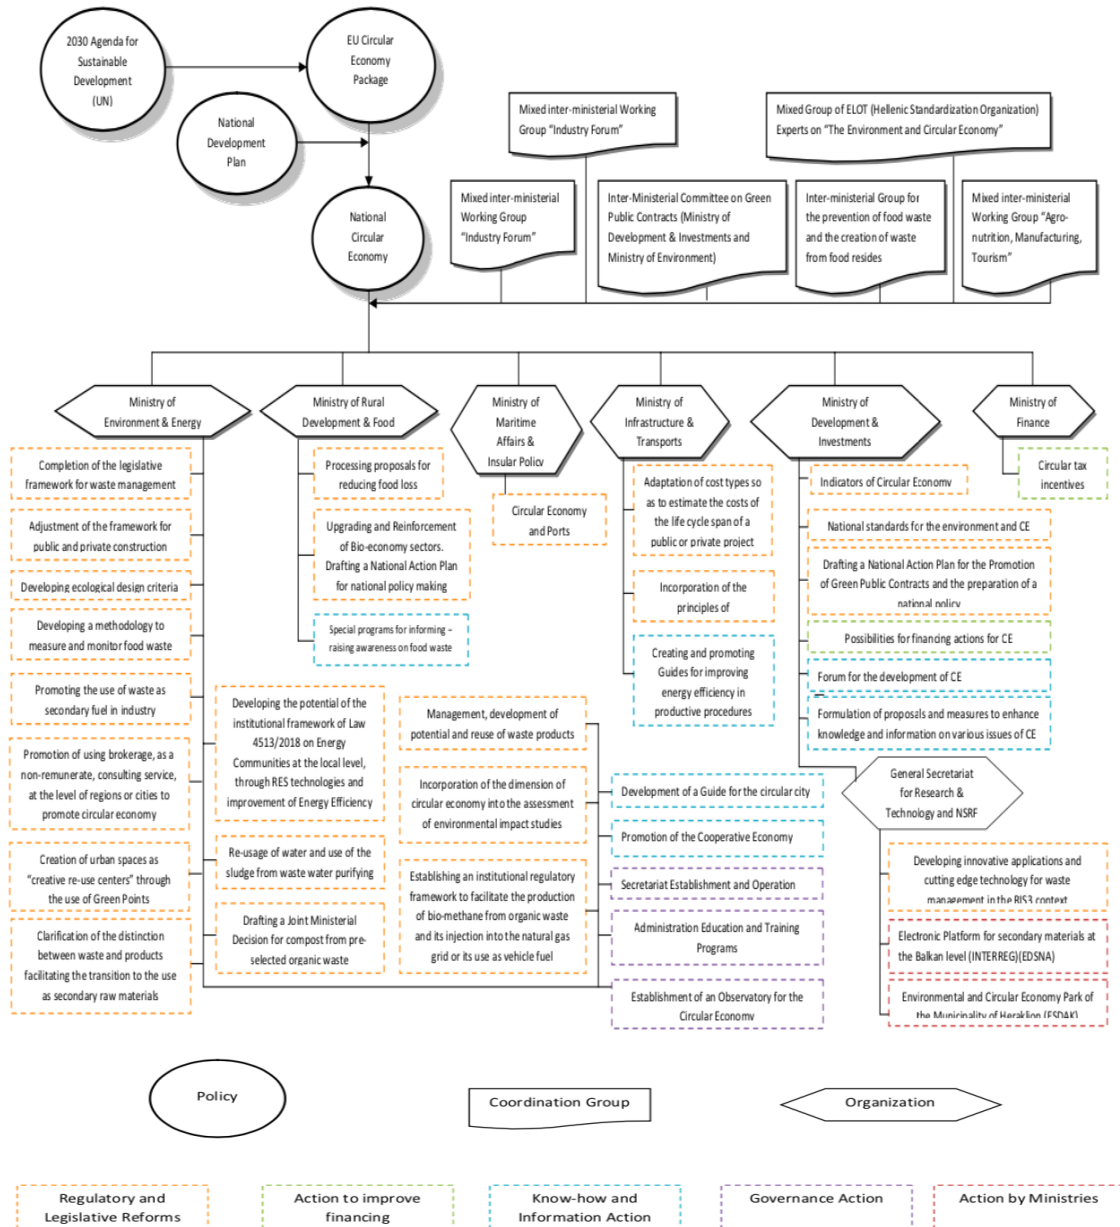 2030 Agenda for
Sustainable
Development
(UN)
EU Circular
Economy
Package
National
Development
Plan
National
Circular
Economy
Mixed inter-ministerial Working
Group “Industry Forum”
Mixed Group of ELOT (Hellenic Standardization Organization)
Experts on “The Environment and Circular Economy”
Mixed inter-ministerial
Working Group
“Industry Forum”
Inter-Ministerial Committee on Green
Public Contracts (Ministry of
Development & Investments and
Ministry of Environment)
Inter-ministerial Group for
the prevention of food waste
and the creation of waste
from food resides
Mixed inter-ministerial
Working Group “Agro-
nutrition, Manufacturing,
Tourism”
Ministry of
Environment & Energy
Ministry of Rural
Development & Food
Ministry of
Maritime
Affairs &
Insular Policy
Ministry of
Infrastructure &
Transports
Ministry of
Development &
Investments
Ministry of
Finance
Completion of the legislative
framework for waste management
Adjustment of the framework for
public and private construction
Developing ecological design criteria
Developing a methodology to
measure and monitor food waste
Promoting the use of waste as
secondary fuel in industry
Promotion of using brokerage, as a
non-remunerate, consulting service,
at the level of regions or cities to
promote circular economy
Creation of urban spaces as
“creative re-use centers” through
the use of Green Points
Clarification of the distinction
between waste and products
facilitating the transition to the use
as secondary raw materials
Developing the potential of the
institutional framework of Law
4513/2018 on Energy
Communities at the local level,
through RES technologies and
improvement of Energy Efficiency
Re-usage of water and use of the
sludge from waste water purifying
Drafting a Joint Ministerial
Decision for compost from pre-
selected organic waste
Management, development of
potential and reuse of waste products
Incorporation of the dimension of
circular economy into the assessment
of environmental impact studies
Establishing an institutional regulatory
framework to facilitate the production
of bio-methane from organic waste
and its injection into the natural gas
grid or its use as vehicle fuel
Development of a Guide for the circular city
Promotion of the Cooperative Economy
Secretariat Establishment and Operation
Administration Education and Training
Programs
Establishment of an Observatory for the
Circular Economy
Processing proposals for
reducing food loss
Upgrading and Reinforcement
of Bio-economy sectors.
Drafting a National Action Plan
for national policy making
Special programs for informing –
raising awareness on food waste
Circular Economy
and Ports
Adaptation of cost types so
as to estimate the costs of
the life cycle span of a
public or private project
Incorporation of the
principles of
Creating and promoting
Guides for improving
energy efficiency in
productive procedures
Indicators of Circular Economy
National standards for the environment and CE
Drafting a National Action Plan for the Promotion
of Green Public Contracts and the preparation of a
national policy
Possibilities for financing actions for CE
Forum for the development of CE
Formulation of proposals and measures to enhance
knowledge and information on various issues of CE
General Secretariat
for Research &
Technology and NSRF
Developing innovative applications and
cutting edge technology for waste
management in the RIS3 context
Electronic Platform for secondary materials at
the Balkan level (INTERREG)(EDSNA)
Environmental and Circular Economy Park of
the Municipality of Heraklion (ESDAK)
Circular tax
incentives
Policy
Coordination Group
Organization
Regulatory and
Legislative Reforms
Action to improve
financing
Know-how and
Information Action
Governance Action
Action by Ministries